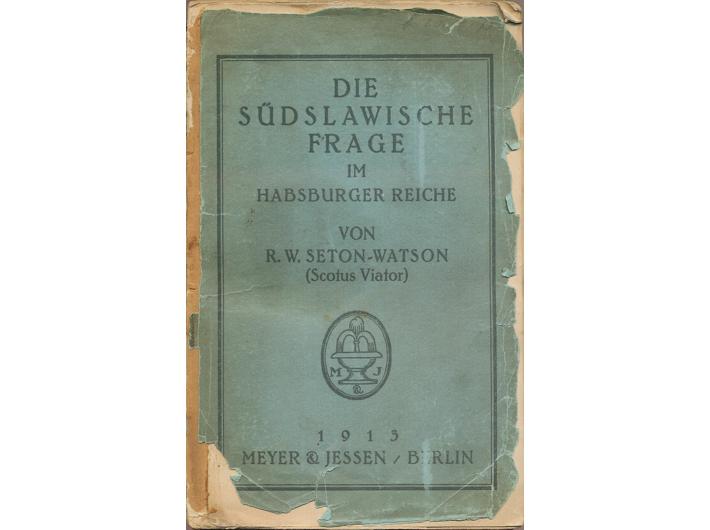 DIE
SÜDSLAWISCHE
FRAGE
IM
HABSBURGER REICHE
VON
R. W. SETON-WATSON
(Scotus Viator)
M J
&
1913
MEYER & JESSEN / BERLIN